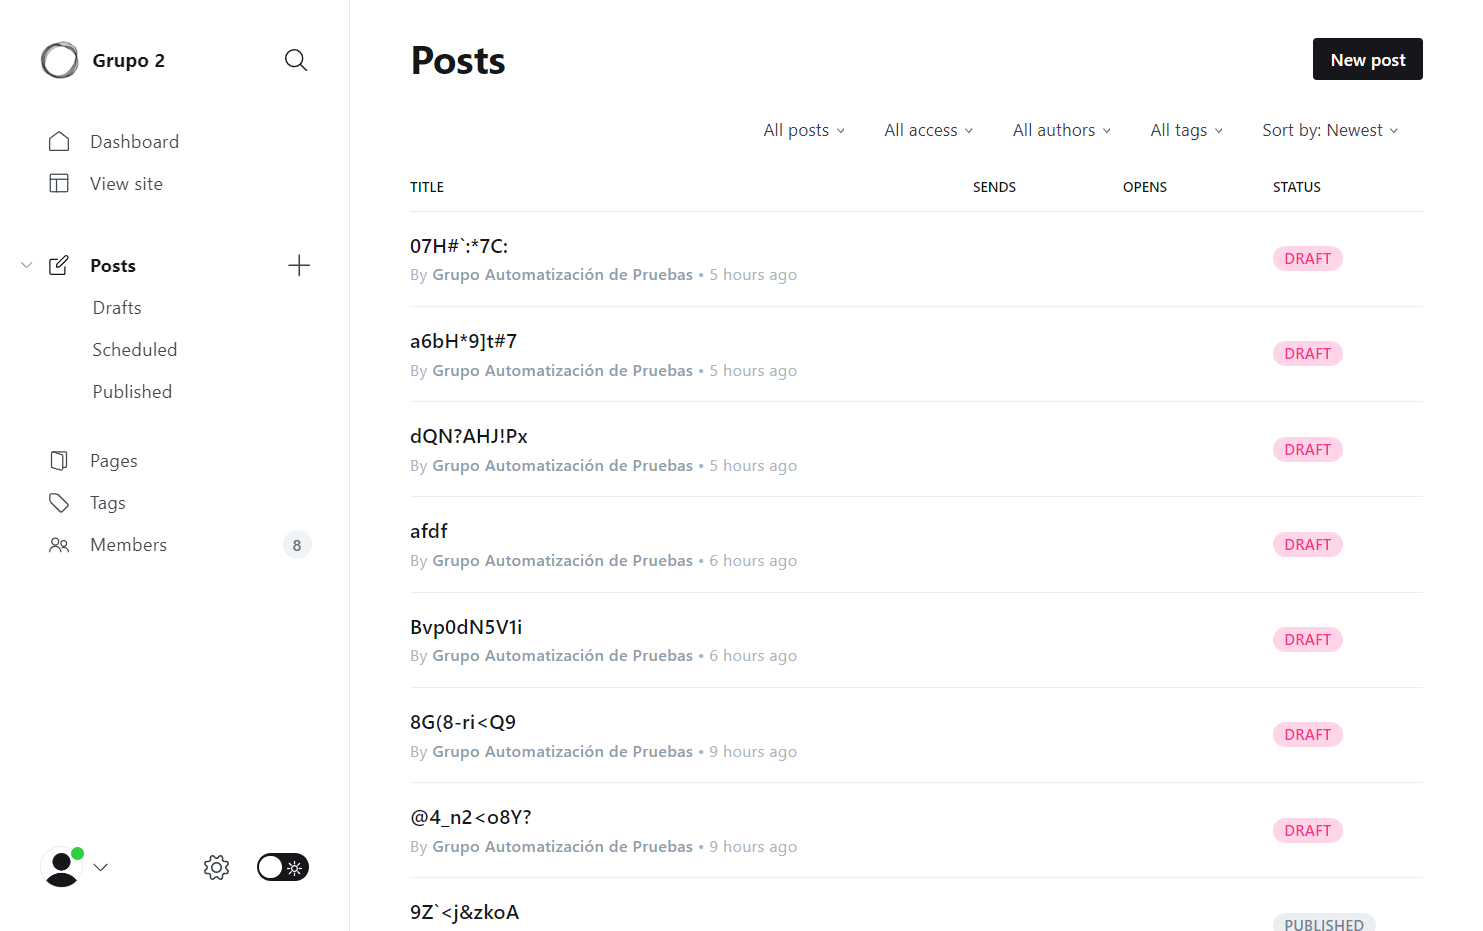 Grupo 2
Dashboard
View site
Posts
Drafts
Scheduled
Published
Pages
Tags
Members 8
Posts
New post
All posts All access All authors All tags Sort by: Newest
TITLE SENDS OPENS STATUS
07H#`:*7C:
By Grupo Automatización de Pruebas • 5 hours ago
DRAFT
a6bH*9]t#7
By Grupo Automatización de Pruebas • 5 hours ago
DRAFT
dQN?AHJ!Px
By Grupo Automatización de Pruebas • 5 hours ago
DRAFT
afdf
By Grupo Automatización de Pruebas • 6 hours ago
DRAFT
Bvp0dN5V1i
By Grupo Automatización de Pruebas • 6 hours ago
DRAFT
8G(8-ri<Q9
By Grupo Automatización de Pruebas • 9 hours ago
DRAFT
@4_n2<o8Y?
By Grupo Automatización de Pruebas • 9 hours ago
DRAFT
9Z`<j&zkoA
PUBLISHED